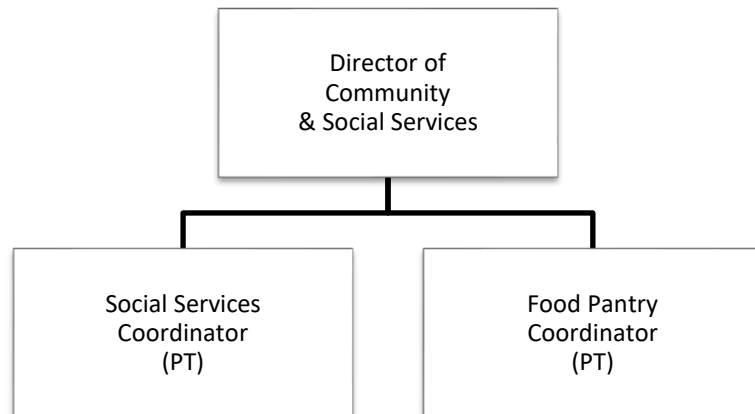 Director of
Community
& Social Services
Social Services
Coordinator
(PT)
Food Pantry
Coordinator
(PT)